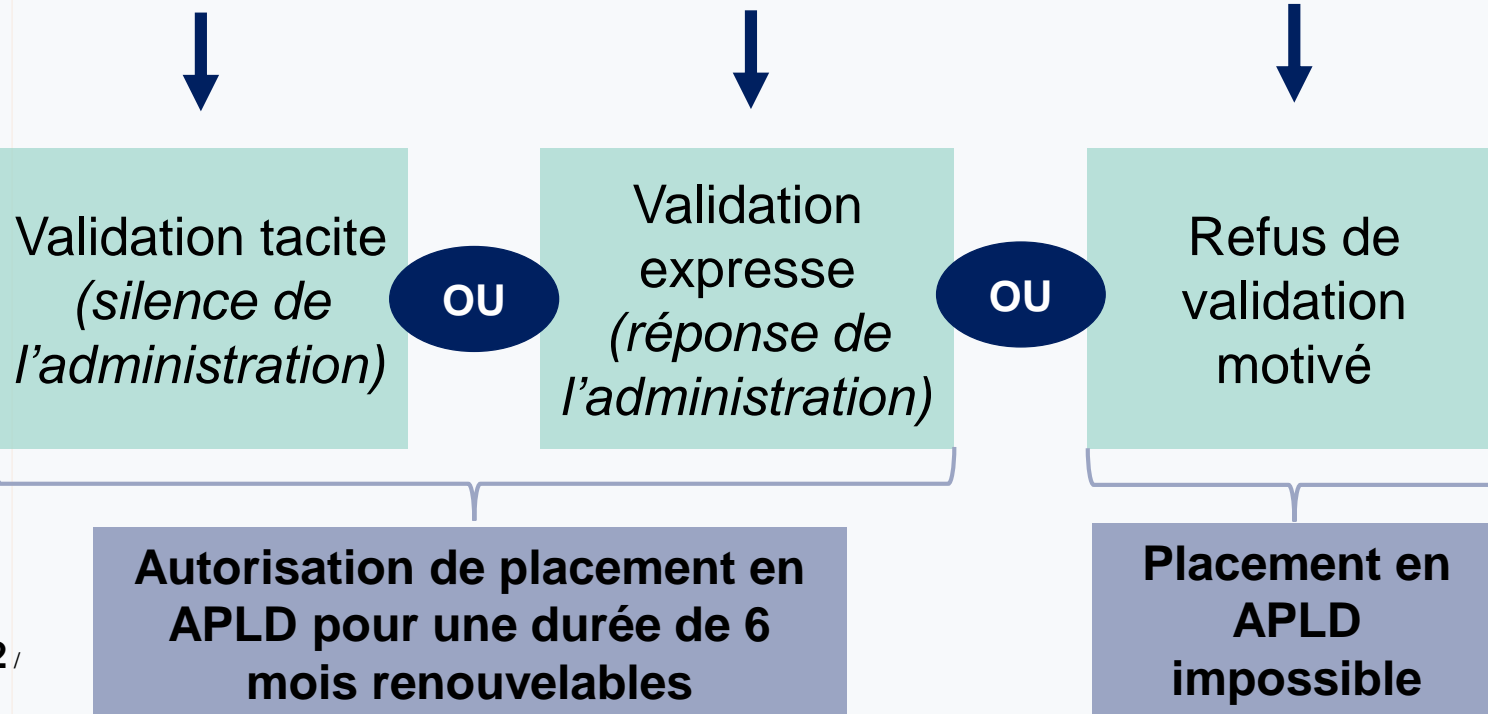 Validation tacite
(silence de
l’administration)
OU
Validation
expresse
(réponse de
l’administration)
OU
Refus de
validation
motivé
Autorisation de placement en
APLD pour une durée de 6
mois renouvelables
Placement en
APLD
impossible
2 /